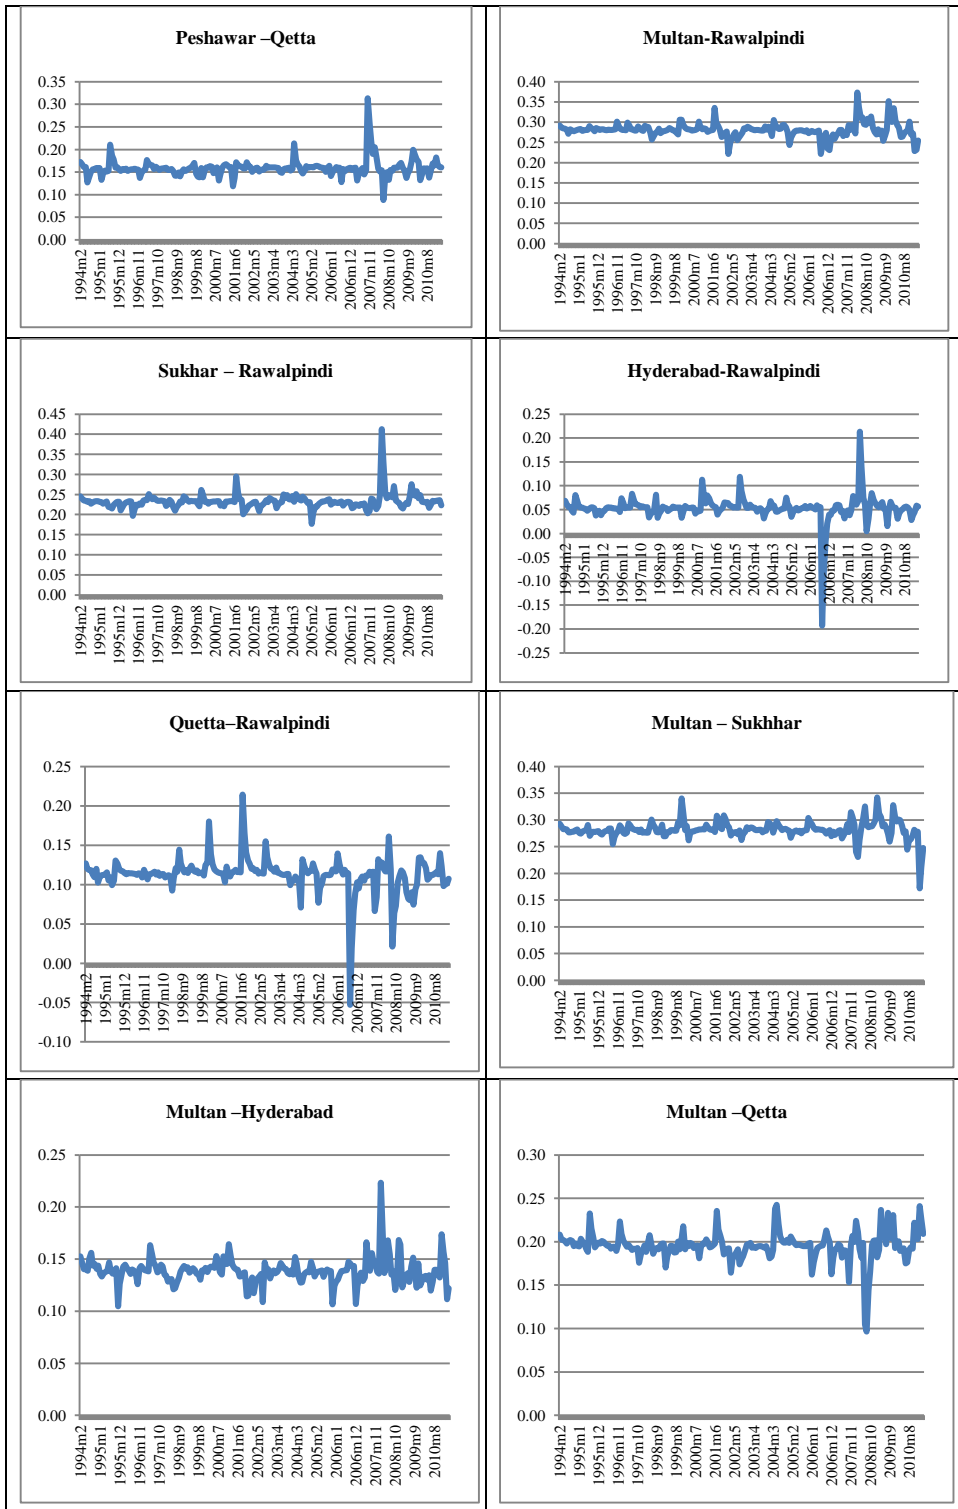 Peshawar –Qetta
0.35
0.30
0.25
0.20
0.15
0.10
0.05
0.00
1994m2
1995m1
1995m12
1996m11
1997m10
1998m9
1999m8
2000m7
2001m6
2002m5
2003m4
2004m3
2005m2
2006m1
2006m12
2007m11
2008m10
2009m9
2010m8
Multan-Rawalpindi
0.40
0.35
0.30
0.25
0.20
0.15
0.10
0.05
0.00
1994m2
1995m1
1995m12
1996m11
1997m10
1998m9
1999m8
2000m7
2001m6
2002m5
2003m4
2004m3
2005m2
2006m1
2006m12
2007m11
2008m10
2009m9
2010m8
Sukhar – Rawalpindi
0.45
0.40
0.35
0.30
0.25
0.20
0.15
0.10
0.05
0.00
1994m2
1995m1
1995m12
1996m11
1997m10
1998m9
1999m8
2000m7
2001m6
2002m5
2003m4
2004m3
2005m2
2006m1
2006m12
2007m11
2008m10
2009m9
2010m8
Hyderabad-Rawalpindi
0.25
0.20
0.15
0.10
0.05
0.00
-0.05
-0.10
-0.15
-0.20
-0.25
1994m2
1995m1
1995m12
1996m11
1997m10
1998m9
1999m8
2000m7
2001m6
2002m5
2003m4
2004m3
2005m2
2006m1
2006m12
2007m11
2008m10
2009m9
2010m8
Quetta–Rawalpindi
0.25
0.20
0.15
0.10
0.05
0.00
-0.05
-0.10
1994m2
1995m1
1995m12
1996m11
1997m10
1998m9
1999m8
2000m7
2001m6
2002m5
2003m4
2004m3
2005m2
2006m1
2006m12
2007m11
2008m10
2009m9
2010m8
Multan – Sukhhar
0.40
0.35
0.30
0.25
0.20
0.15
0.10
0.05
0.00
1994m2
1995m1
1995m12
1996m11
1997m10
1998m9
1999m8
2000m7
2001m6
2002m5
2003m4
2004m3
2005m2
2006m1
2006m12
2007m11
2008m10
2009m9
2010m8
Multan –Hyderabad
0.25
0.20
0.15
0.10
0.05
0.00
1994m2
1995m1
1995m12
1996m11
1997m10
1998m9
1999m8
2000m7
2001m6
2002m5
2003m4
2004m3
2005m2
2006m1
2006m12
2007m11
2008m10
2009m9
2010m8
Multan –Qetta
0.30
0.25
0.20
0.15
0.10
0.05
0.00
1994m2
1995m1
1995m12
1996m11
1997m10
1998m9
1999m8
2000m7
2001m6
2002m5
2003m4
2004m3
2005m2
2006m1
2006m12
2007m11
2008m10
2009m9
2010m8